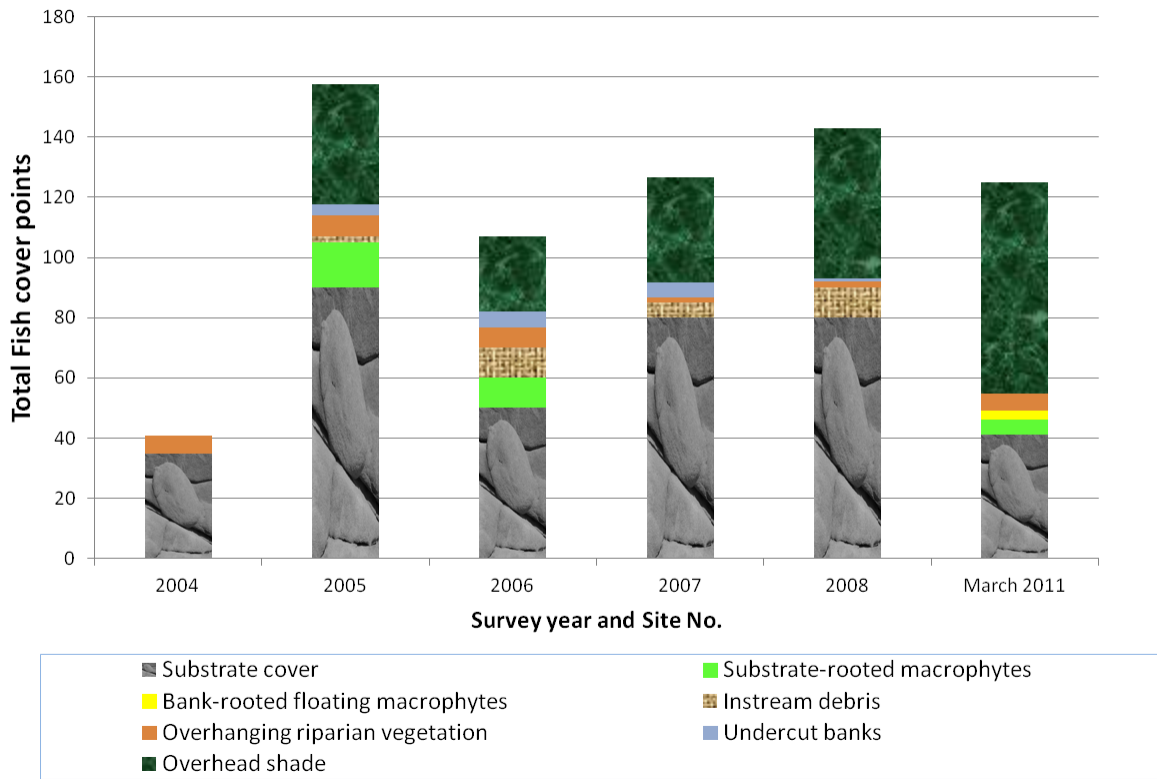 180
160
140
120
100
80
60
40
20
0
Total Fish cover points
2004 2005 2006 2007 2008 March 2011
Survey year and Site No.
Substrate cover Substrate-rooted macrophytes
Bank-rooted floating macrophytes Instream debris
Overhanging riparian vegetation Undercut banks
Overhead shade